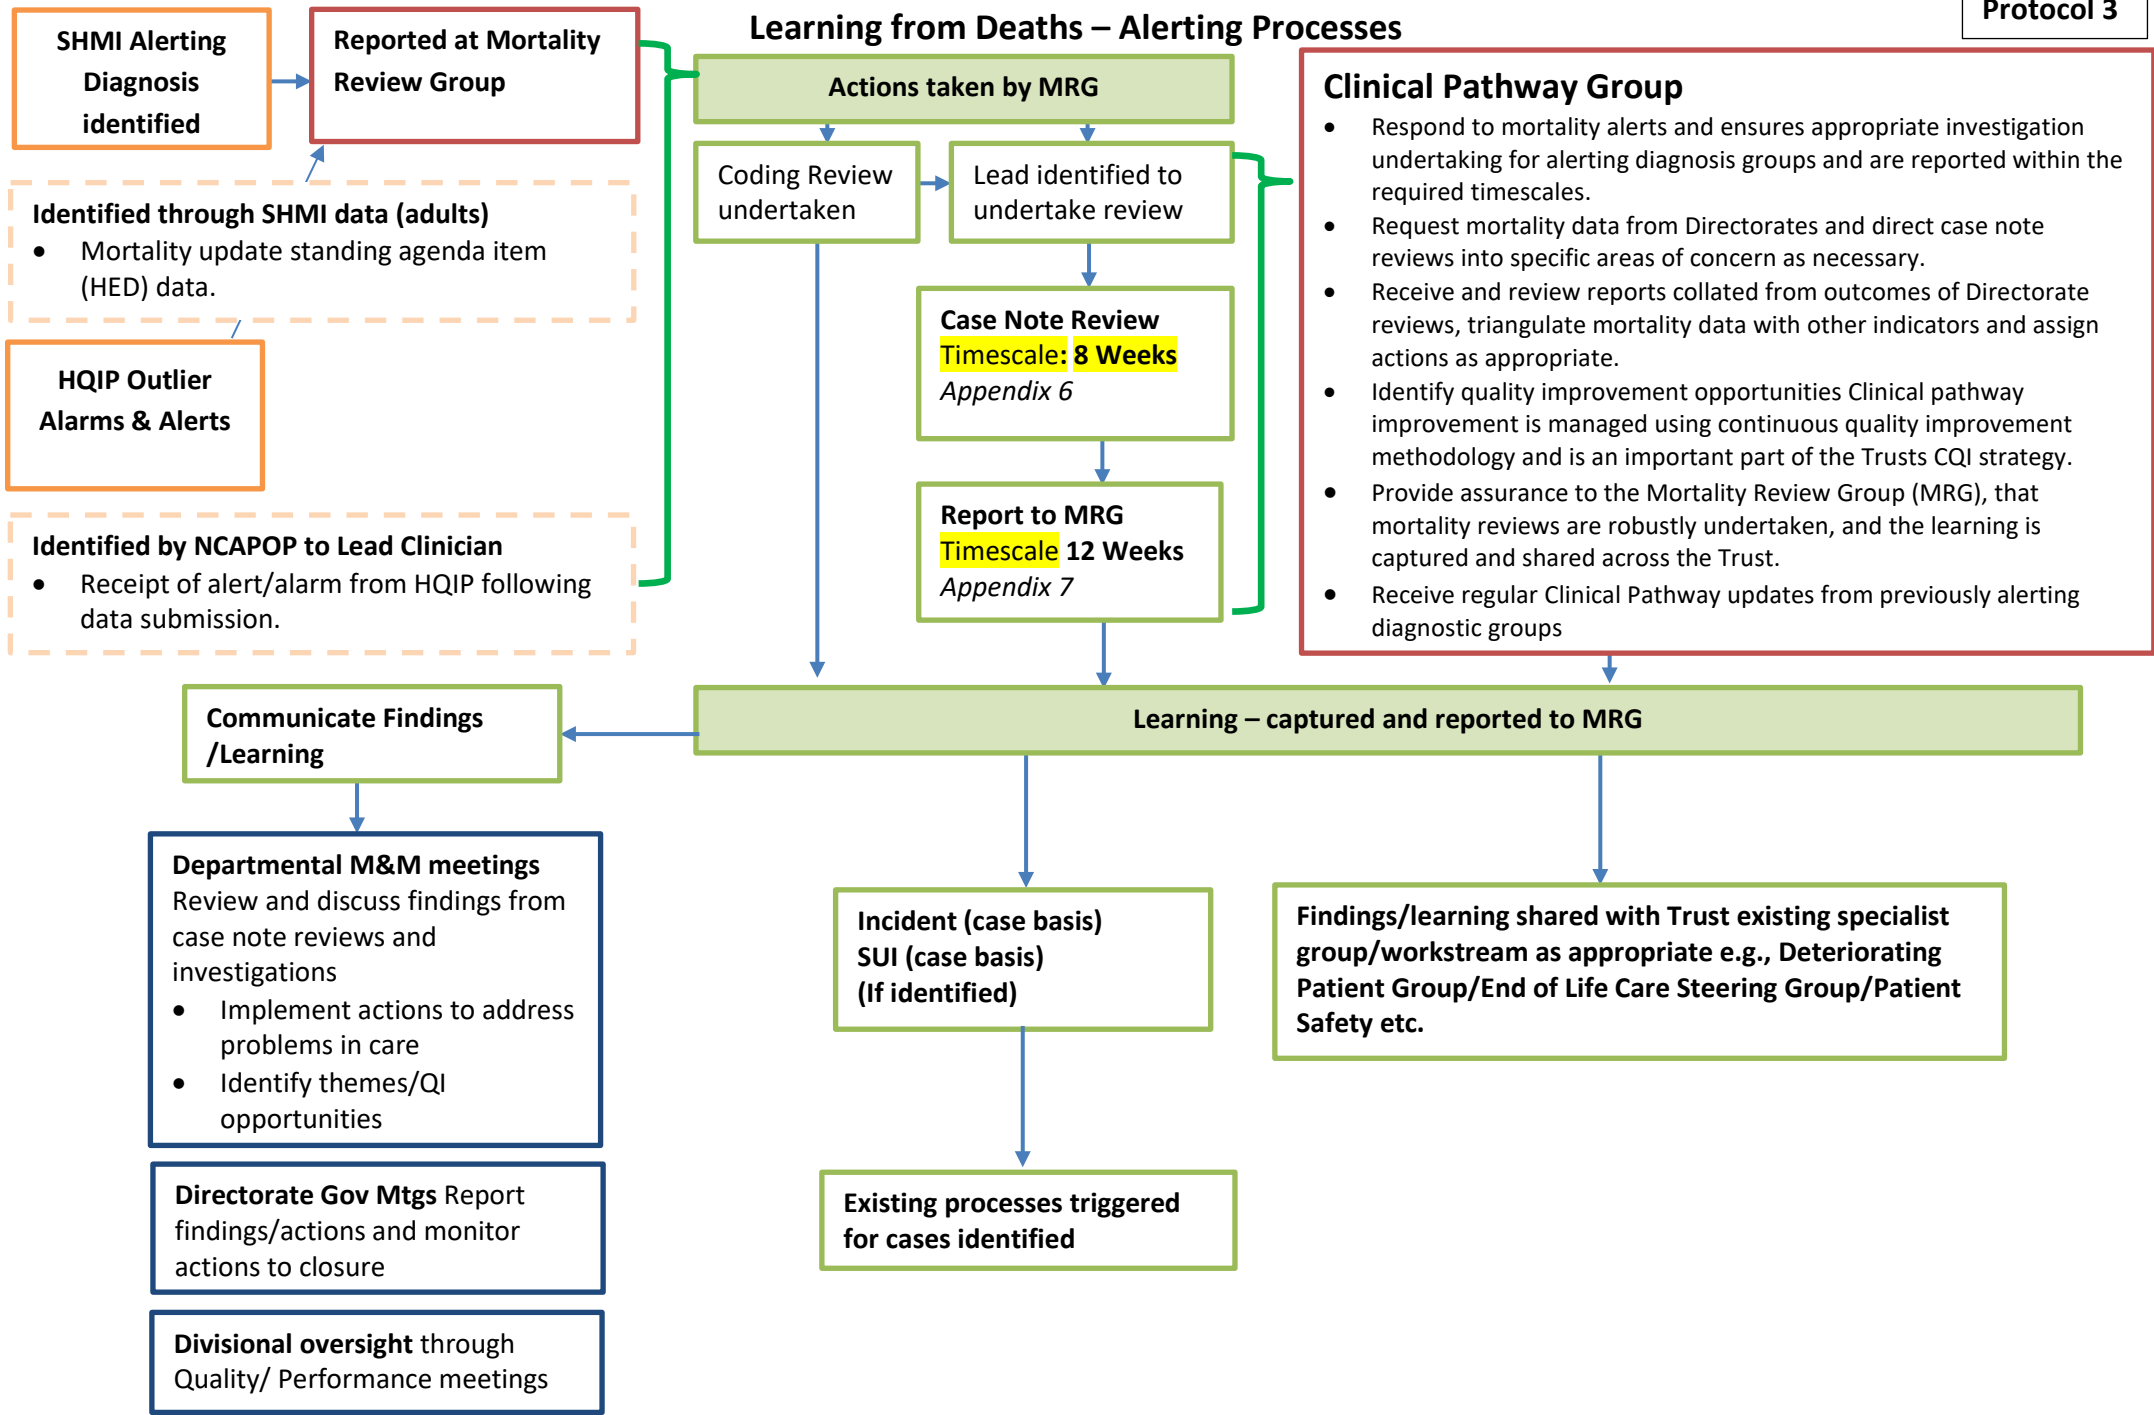 Learning from Deaths – Alerting Processes
Protocol 3
SHMI Alerting
Diagnosis
identified
Reported at Mortality
Review Group
Identified through SHMI data (adults)
• Mortality update standing agenda item
(HED) data.
HQIP Outlier
Alarms & Alerts
Identified by NCAPOP to Lead Clinician
• Receipt of alert/alarm from HQIP following
data submission.
Actions taken by MRG
Coding Review
undertaken
Lead identified to
undertake review
Case Note Review
Timescale: 8 Weeks
Appendix 6
Report to MRG
Timescale 12 Weeks
Appendix 7
Clinical Pathway Group
• Respond to mortality alerts and ensures appropriate investigation
undertaking for alerting diagnosis groups and are reported within the
required timescales.
• Request mortality data from Directorates and direct case note
reviews into specific areas of concern as necessary.
• Receive and review reports collated from outcomes of Directorate
reviews, triangulate mortality data with other indicators and assign
actions as appropriate.
• Identify quality improvement opportunities Clinical pathway
improvement is managed using continuous quality improvement
methodology and is an important part of the Trusts CQI strategy.
• Provide assurance to the Mortality Review Group (MRG), that
mortality reviews are robustly undertaken, and the learning is
captured and shared across the Trust.
• Receive regular Clinical Pathway updates from previously alerting
diagnostic groups
Learning – captured and reported to MRG
Communicate Findings
/Learning
Departmental M&M meetings
Review and discuss findings from
case note reviews and
investigations
• Implement actions to address
problems in care
• Identify themes/QI
opportunities
Directorate Gov Mtgs Report
findings/actions and monitor
actions to closure
Divisional oversight through
Quality/ Performance meetings
Incident (case basis)
SUI (case basis)
(If identified)
Existing processes triggered
for cases identified
Findings/learning shared with Trust existing specialist
group/workstream as appropriate e.g., Deteriorating
Patient Group/End of Life Care Steering Group/Patient
Safety etc.